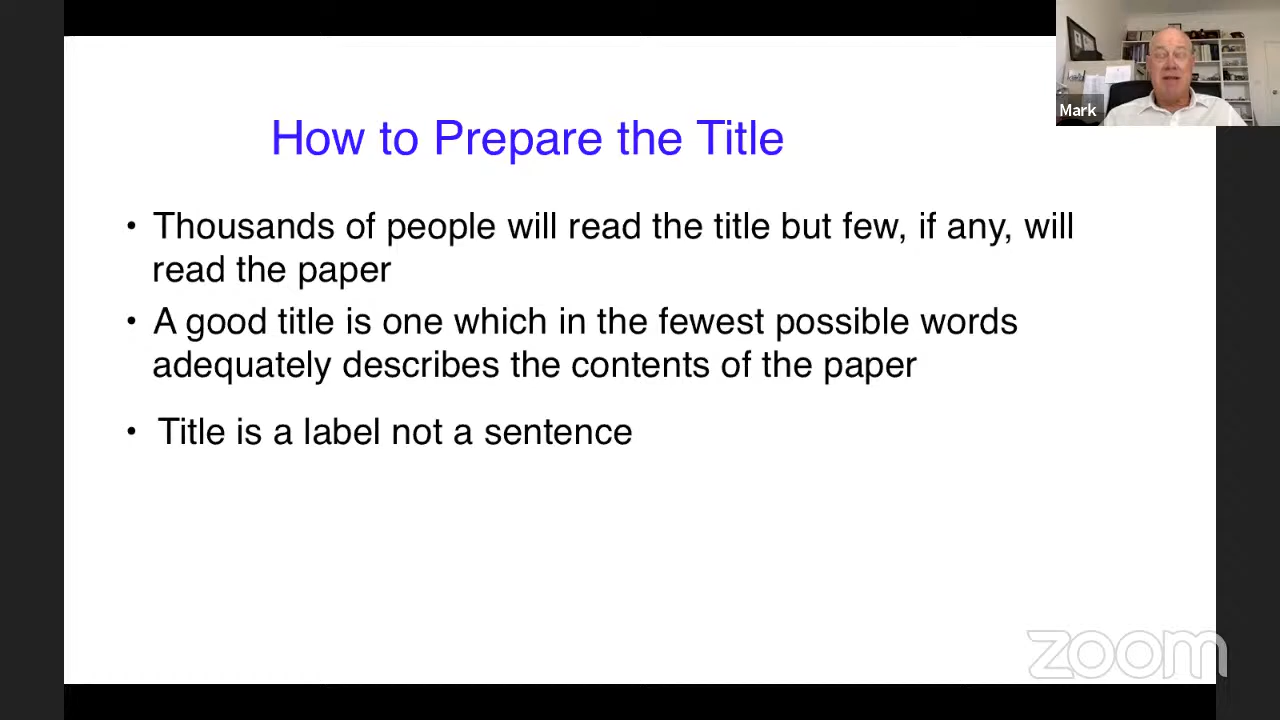 How to Prepare the Title
• Thousands of people will read the title but few, if any, will
read the paper
• A good title is one which in the fewest possible words
adequately describes the contents of the paper
• Title is a label not a sentence
Mark
zoom